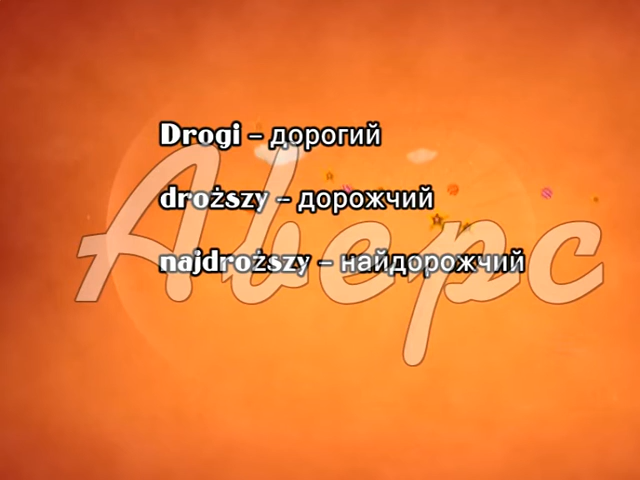 Drogi – дорогий
droższy – дорожчий
najdroższy – найдорожчий
Аверс